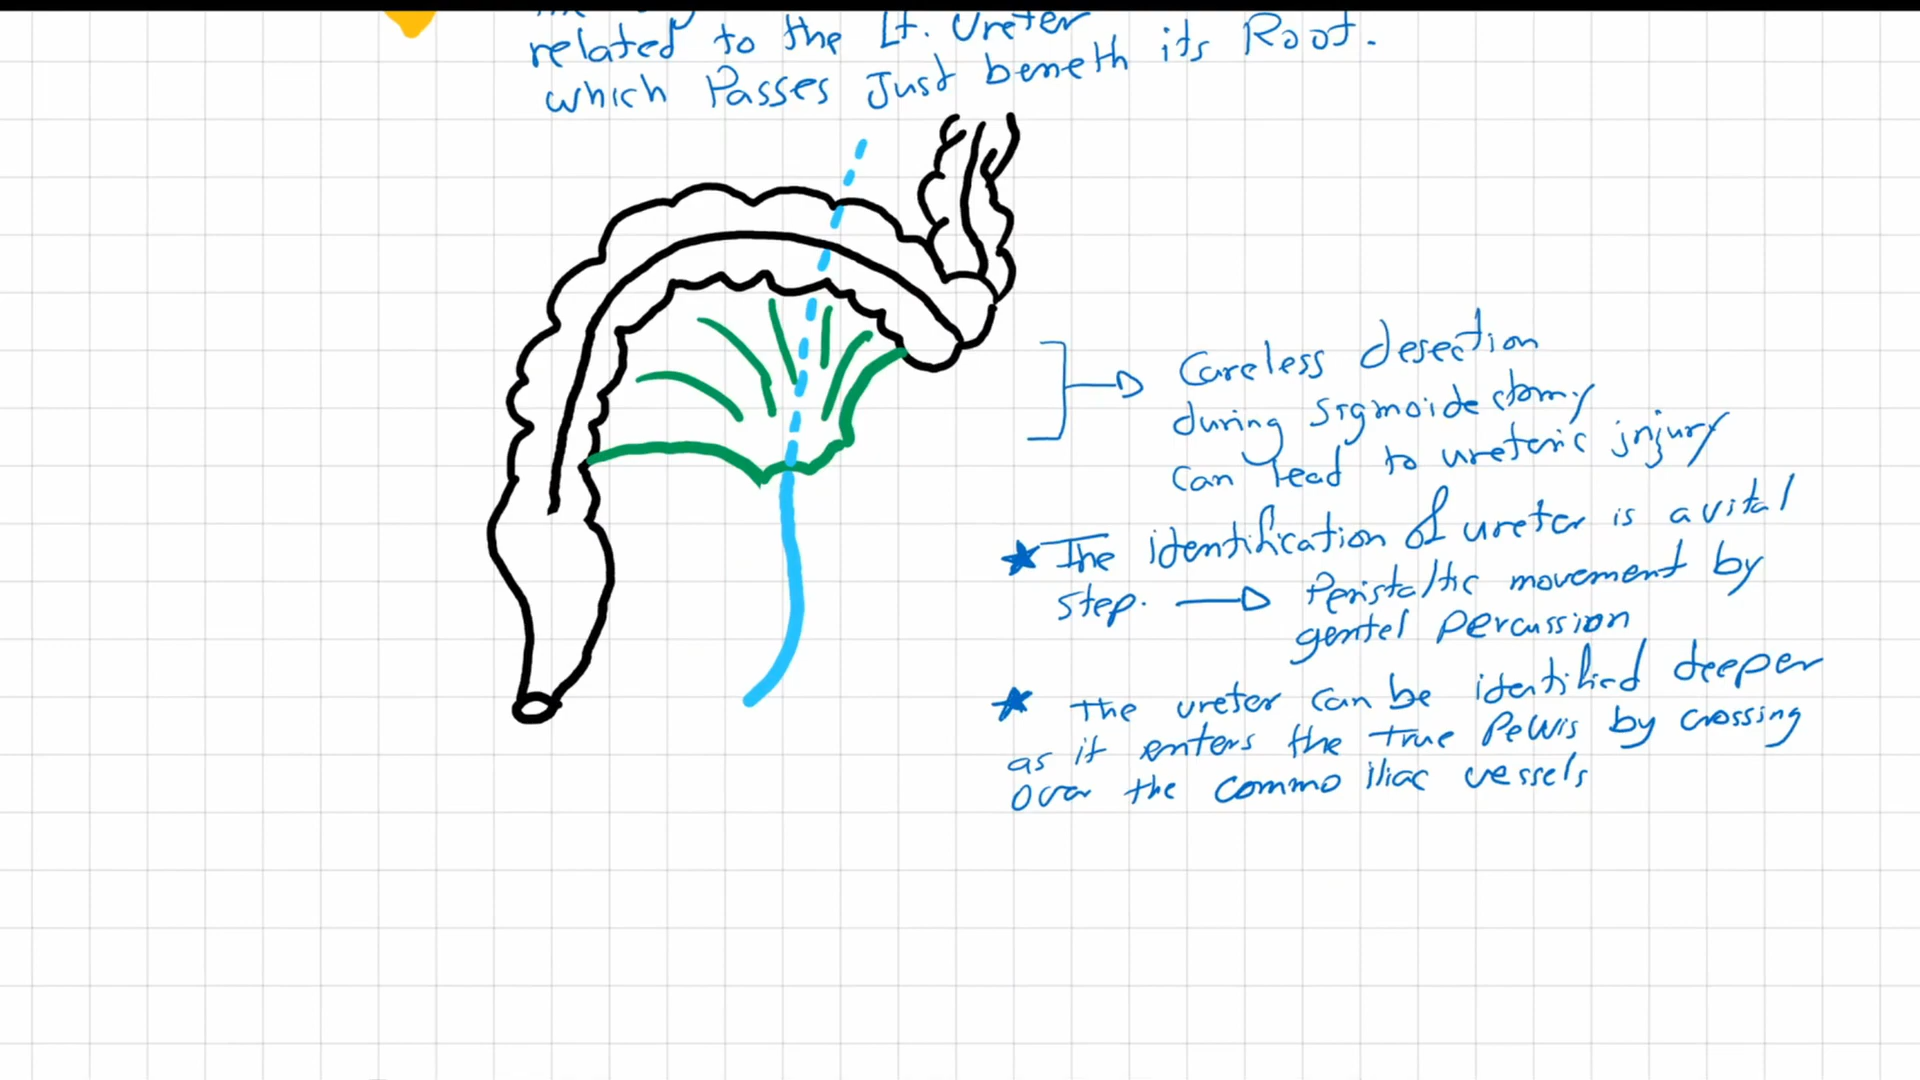 related to the Lt. Ureter
which Passes Just beneth its Root.
Careless desection
during sigmoidectomy
can lead to ureteric injury
★ The identification of ureter is a vital
step. → Peristaltic movement by
gentel percussion
★ the ureter can be identified deeper
as it enters the true Pelvis by crossing
over the commo iliac vessels